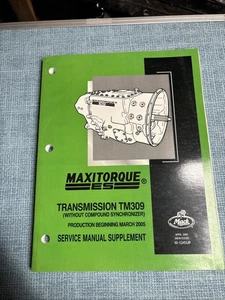 MAXITORQUE®
ES
TRANSMISSION TM309
(WITHOUT COMPOUND SYNCHRONIZER)
PRODUCTION BEGINNING MARCH 2005
SERVICE MANUAL SUPPLEMENT
Mack